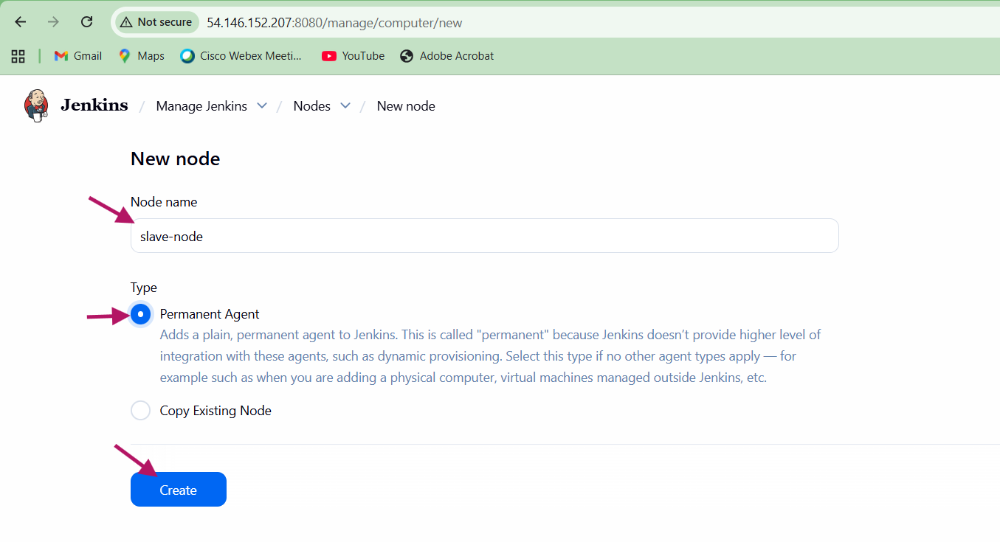 Not secure 54.146.152.207:8080/manage/computer/new
Gmail Maps Cisco Webex Meeti... YouTube Adobe Acrobat
Jenkins / Manage Jenkins / Nodes / New node
New node
Node name
slave-node
Type
Permanent Agent
Adds a plain, permanent agent to Jenkins. This is called "permanent" because Jenkins doesn’t provide higher level of
integration with these agents, such as dynamic provisioning. Select this type if no other agent types apply — for
example such as when you are adding a physical computer, virtual machines managed outside Jenkins, etc.
Copy Existing Node
Create